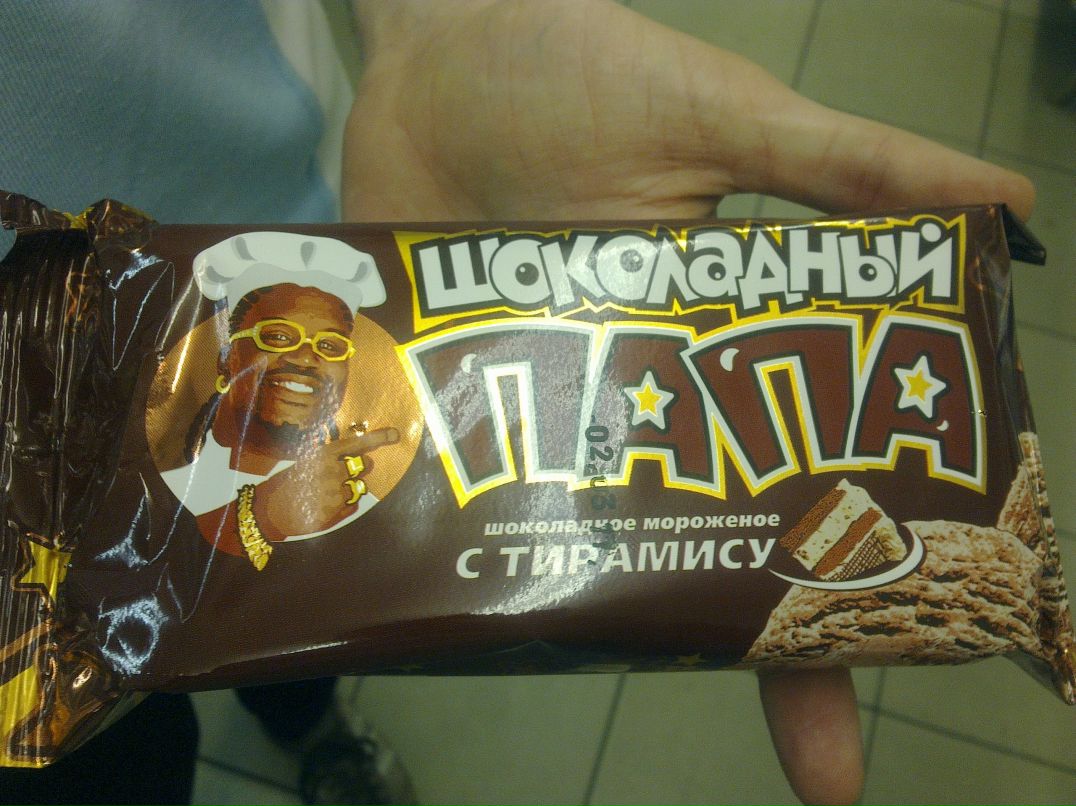 ШОКОЛАДНЫЙ
ПАПА
шоколадное мороженое
С ТИРАМИСУ